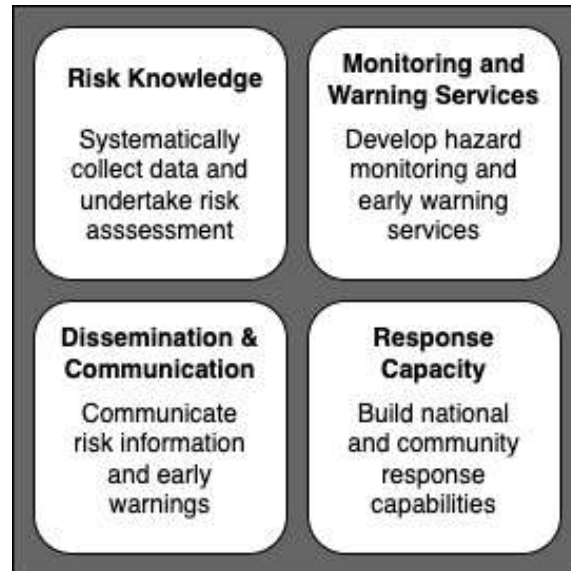 Risk Knowledge
Systematically
collect data and
undertake risk
asssessment
Monitoring and
Warning Services
Develop hazard
monitoring and
early warning
services
Dissemination &
Communication
Communicate
risk information
and early
warnings
Response
Capacity
Build national
and community
response
capabilities